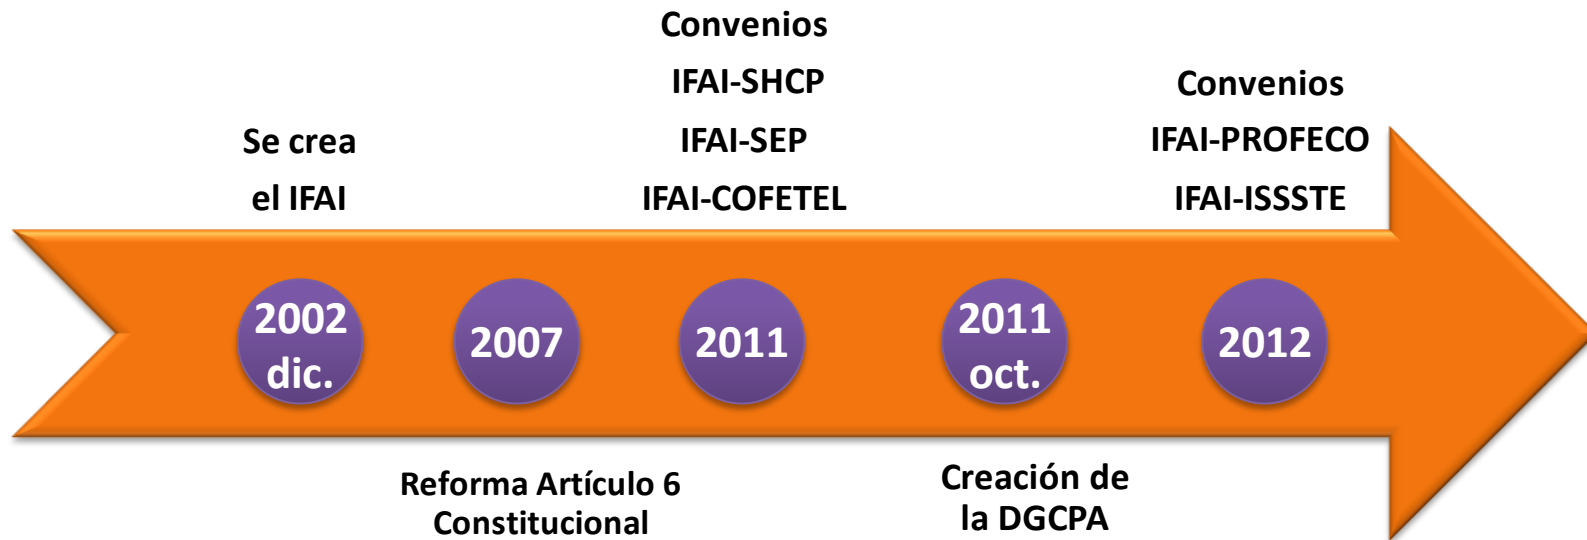 Se crea
el IFAI
Convenios
IFAI-SHCP
IFAI-SEP
IFAI-COFETEL
Convenios
IFAI-PROFECO
IFAI-ISSSTE
2002
dic.
2007
2011
2011
oct.
2012
Reforma Artículo 6
Constitucional
Creación de
la DGCPA